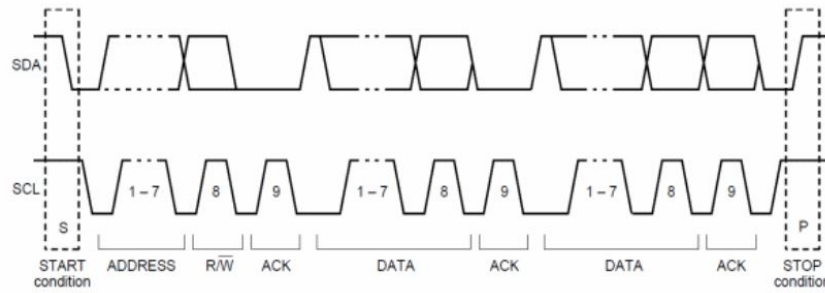 SDA
SCL
1 – 7 8 9 1 – 7 8 9 1 – 7 8 9
S P
START condition
ADDRESS
R/W̅
ACK
DATA
ACK
DATA
ACK
STOP condition